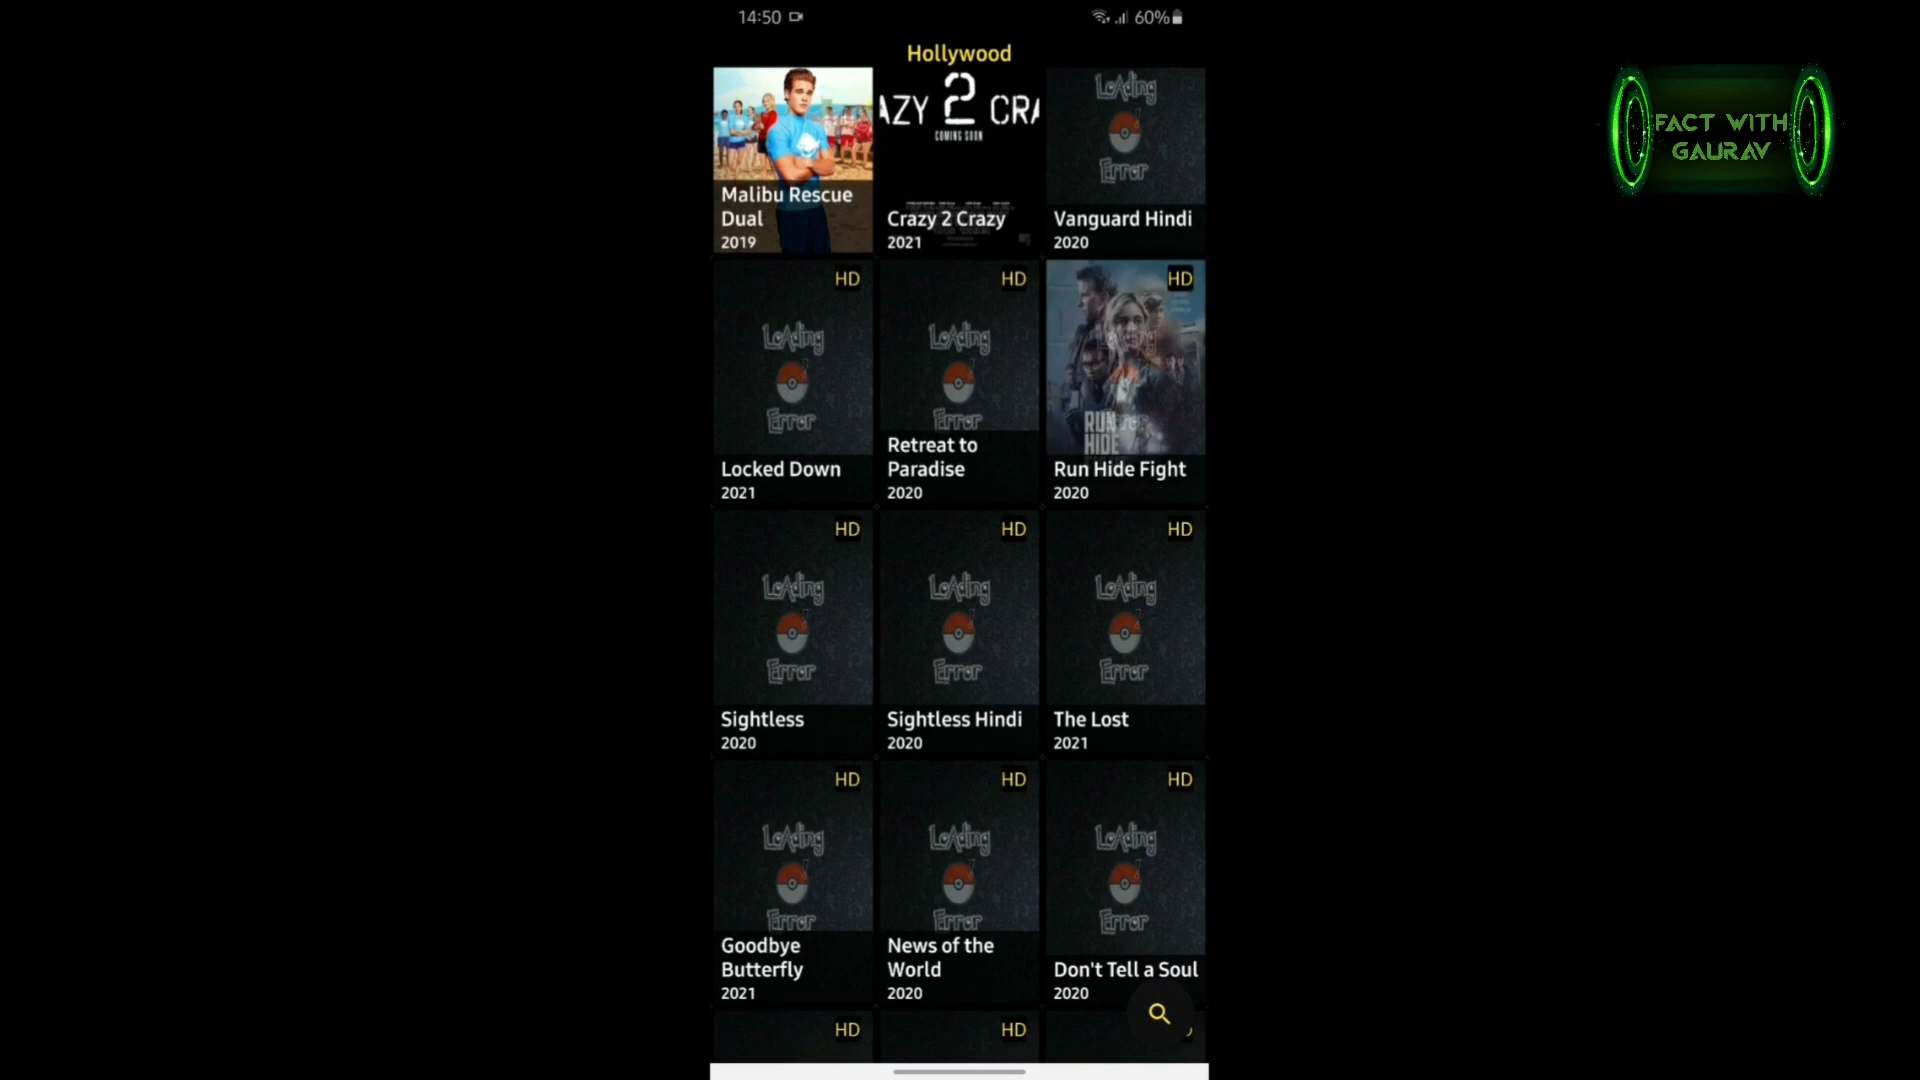 14:50
60%
Hollywood
FACT WITH
GAURAV
Malibu Rescue
Dual
2019
AZY 2 CRA
COMING SOON
Crazy 2 Crazy
2021
Loading
Error
Vanguard Hindi
2020
HD
Loading
Error
Locked Down
2021
HD
Loading
Error
Retreat to
Paradise
2020
HD
RUN
HIDE
Run Hide Fight
2020
HD
Loading
Error
Sightless
2020
HD
Loading
Error
Sightless Hindi
2020
HD
Loading
Error
The Lost
2021
HD
Loading
Error
Goodbye
Butterfly
2021
HD
Loading
Error
News of the
World
2020
HD
Loading
Error
Don't Tell a Soul
2020
HD
HD